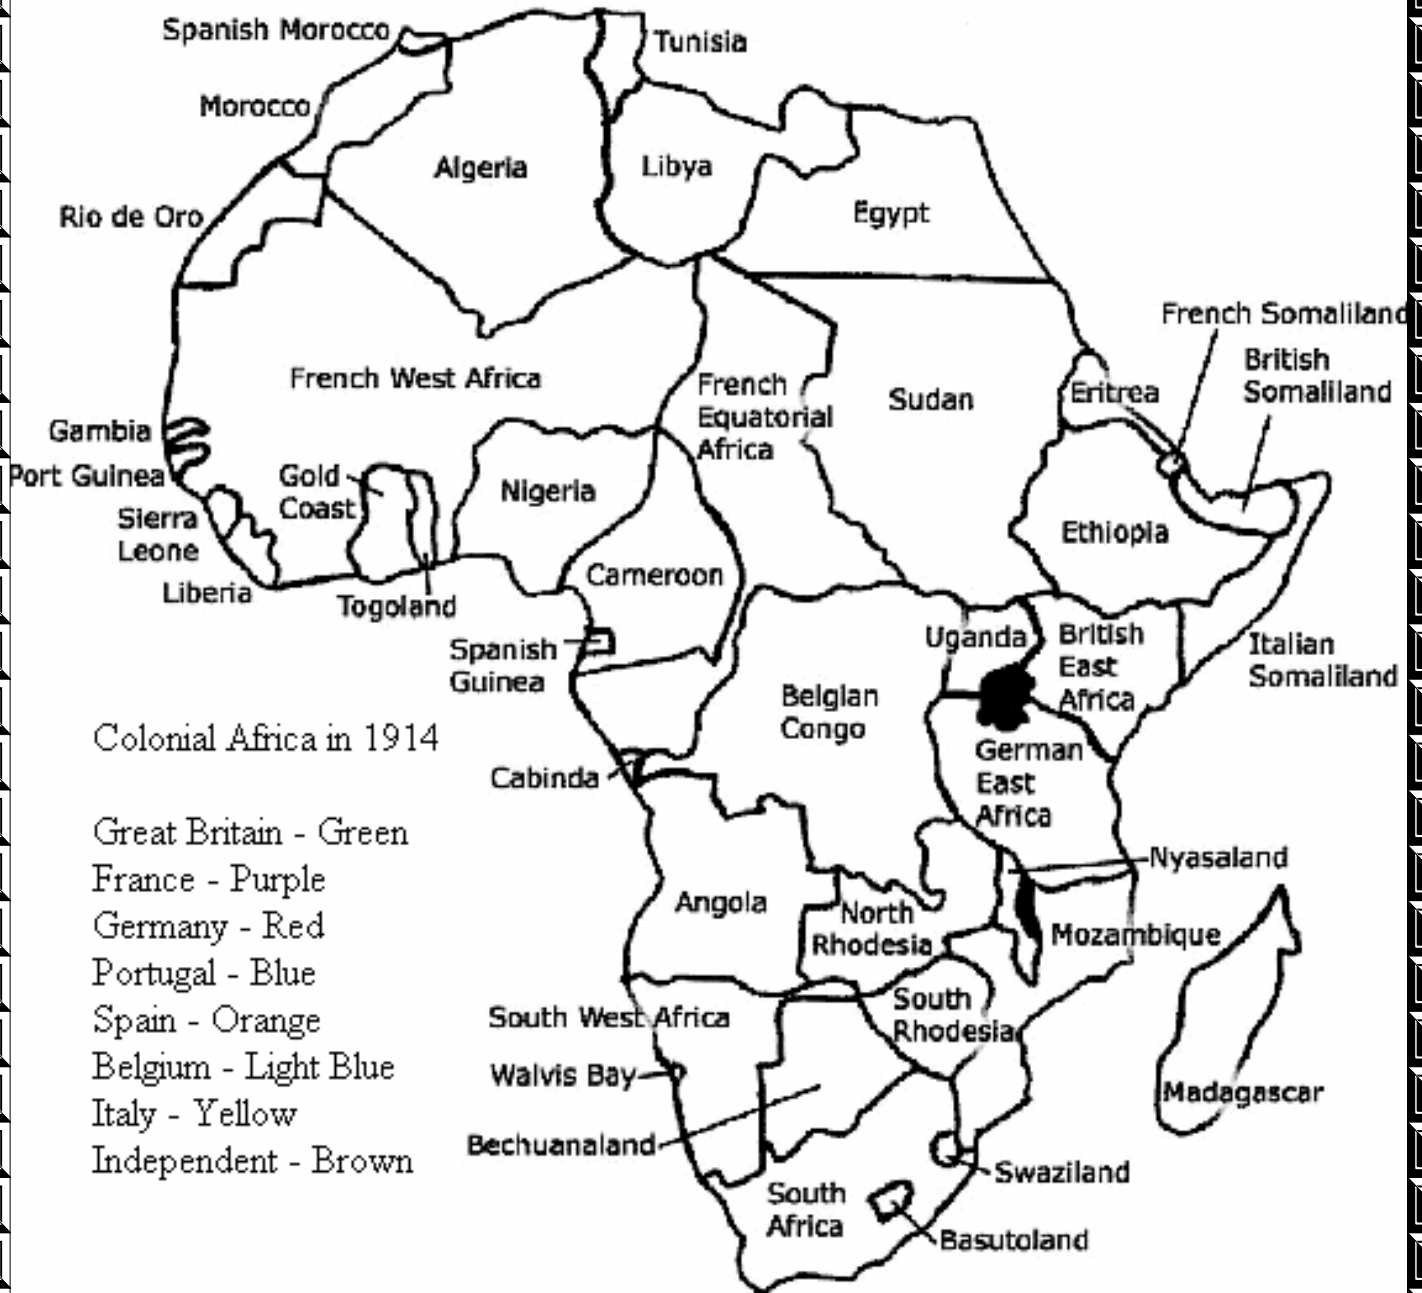 Spanish Morocco
Tunisia
Morocco
Algeria
Libya
Egypt
Rio de Oro
French Somaliland
British
Somaliland
French West Africa
French
Equatorial
Africa
Sudan
Eritrea
Gambia
Port Guinea
Gold
Coast
Nigeria
Sierra
Leone
Ethiopia
Liberia
Togoland
Cameroon
Spanish
Guinea
Uganda
British
East
Africa
Italian
Somaliland
Belgian
Congo
Colonial Africa in 1914
Cabinda
German
East
Africa
Great Britain - Green
France - Purple
Germany - Red
Portugal - Blue
Spain - Orange
Belgium - Light Blue
Italy - Yellow
Independent - Brown
Nyasaland
Angola
North
Rhodesia
Mozambique
South West Africa
South
Rhodesia
Walvis Bay
Madagascar
Bechuanaland
Swaziland
South
Africa
Basutoland